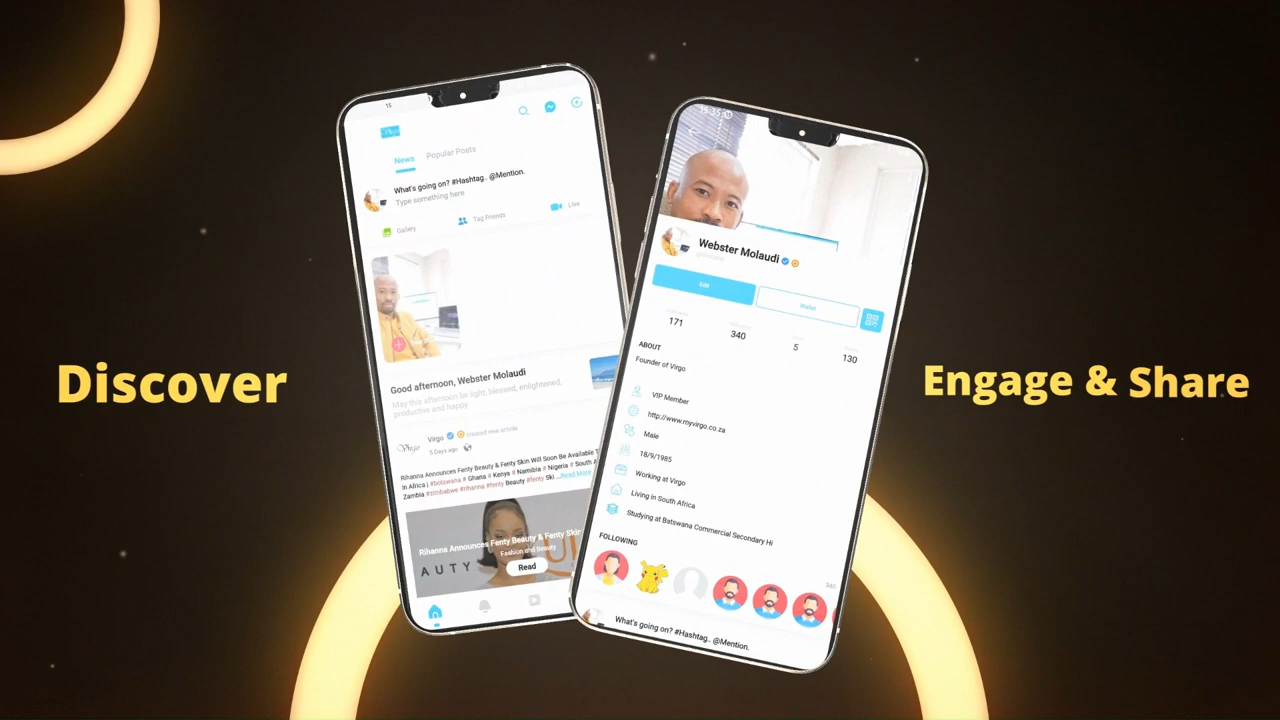 Discover
15
Virgo
News Popular Posts
What's going on? #Hashtag.. @Mention.
Type something here
Gallery Tag Friends Live
Good afternoon, Webster Molaudi
May this afternoon be light, blessed, enlightened,
productive and happy
Virgo created new article
5 Days ago
Rihanna Announces Fenty Beauty & Fenty Skin Will Soon Be Available
In Africa | #botswana # Ghana # Kenya # Namibia # Nigeria # South
Zambia #zimbabwe #rihanna #fenty Beauty #fenty Ski ...Read More
Rihanna Announces Fenty Beauty & Fenty Skin
Fashion and Beauty
AUTY
Read
Webster Molaudi
Edit Wallet
171 340 5 130
ABOUT
Founder of Virgo
VIP Member
http://www.myvirgo.co.za
Male
18/9/1985
Working at Virgo
Living in South Africa
Studying at Batswana Commercial Secondary Hi
FOLLOWING
340
What's going on? #Hashtag.. @Mention.
Engage & Share